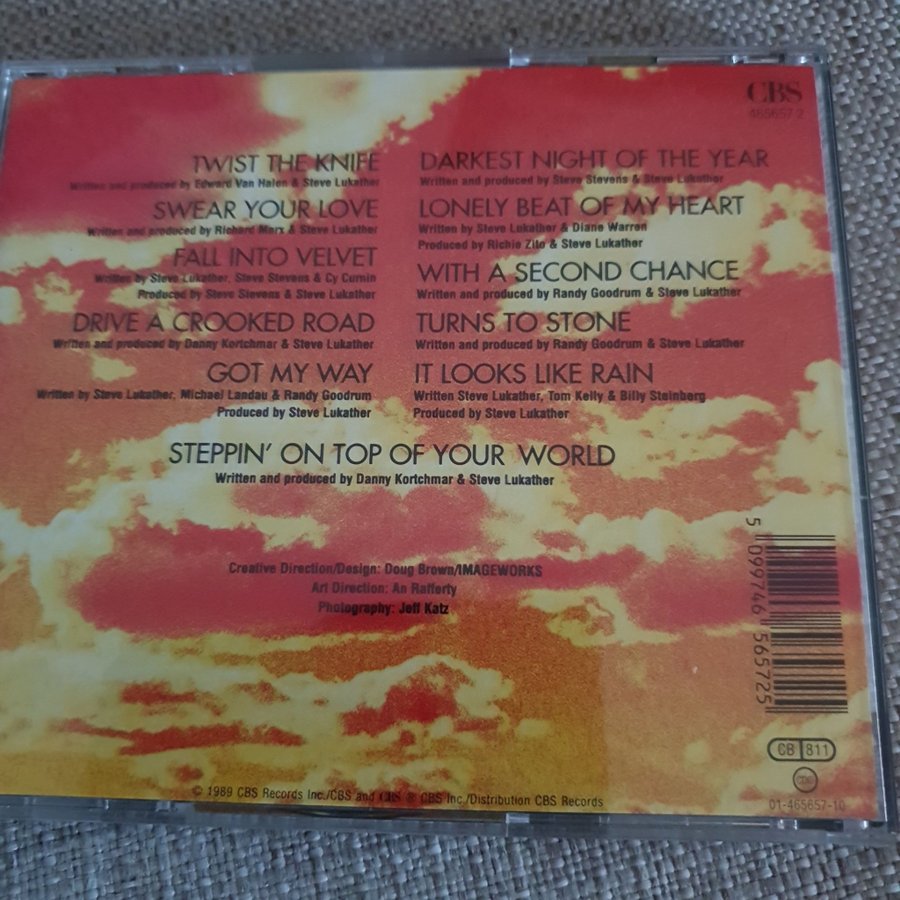 CBS
465657 2
TWIST THE KNIFE
Written and produced by Edward Van Halen & Steve Lukather
SWEAR YOUR LOVE
Written and produced by Richard Marx & Steve Lukather
FALL INTO VELVET
Written by Steve Lukather, Steve Stevens & Cy Curnin
Produced by Steve Stevens & Steve Lukather
DRIVE A CROOKED ROAD
Written and produced by Danny Kortchmar & Steve Lukather
GOT MY WAY
Written by Steve Lukather, Michael Landau & Randy Goodrum
Produced by Steve Lukather
DARKEST NIGHT OF THE YEAR
Written and produced by Steve Stevens & Steve Lukather
LONELY BEAT OF MY HEART
Written by Steve Lukather & Diane Warren
Produced by Richie Zito & Steve Lukather
WITH A SECOND CHANCE
Written and produced by Randy Goodrum & Steve Lukather
TURNS TO STONE
Written and produced by Randy Goodrum & Steve Lukather
IT LOOKS LIKE RAIN
Written Steve Lukather, Tom Kelly & Billy Steinberg
Produced by Steve Lukather
STEPPIN' ON TOP OF YOUR WORLD
Written and produced by Danny Kortchmar & Steve Lukather
Creative Direction/Design: Doug Brown/IMAGEWORKS
Art Direction: An Rafferty
Photography: Jeff Katz
5 099746 565725
CB 811
CBS
© 1989 CBS Records Inc./CBS and CBS ® CBS Inc./Distribution CBS Records
01-465657-10